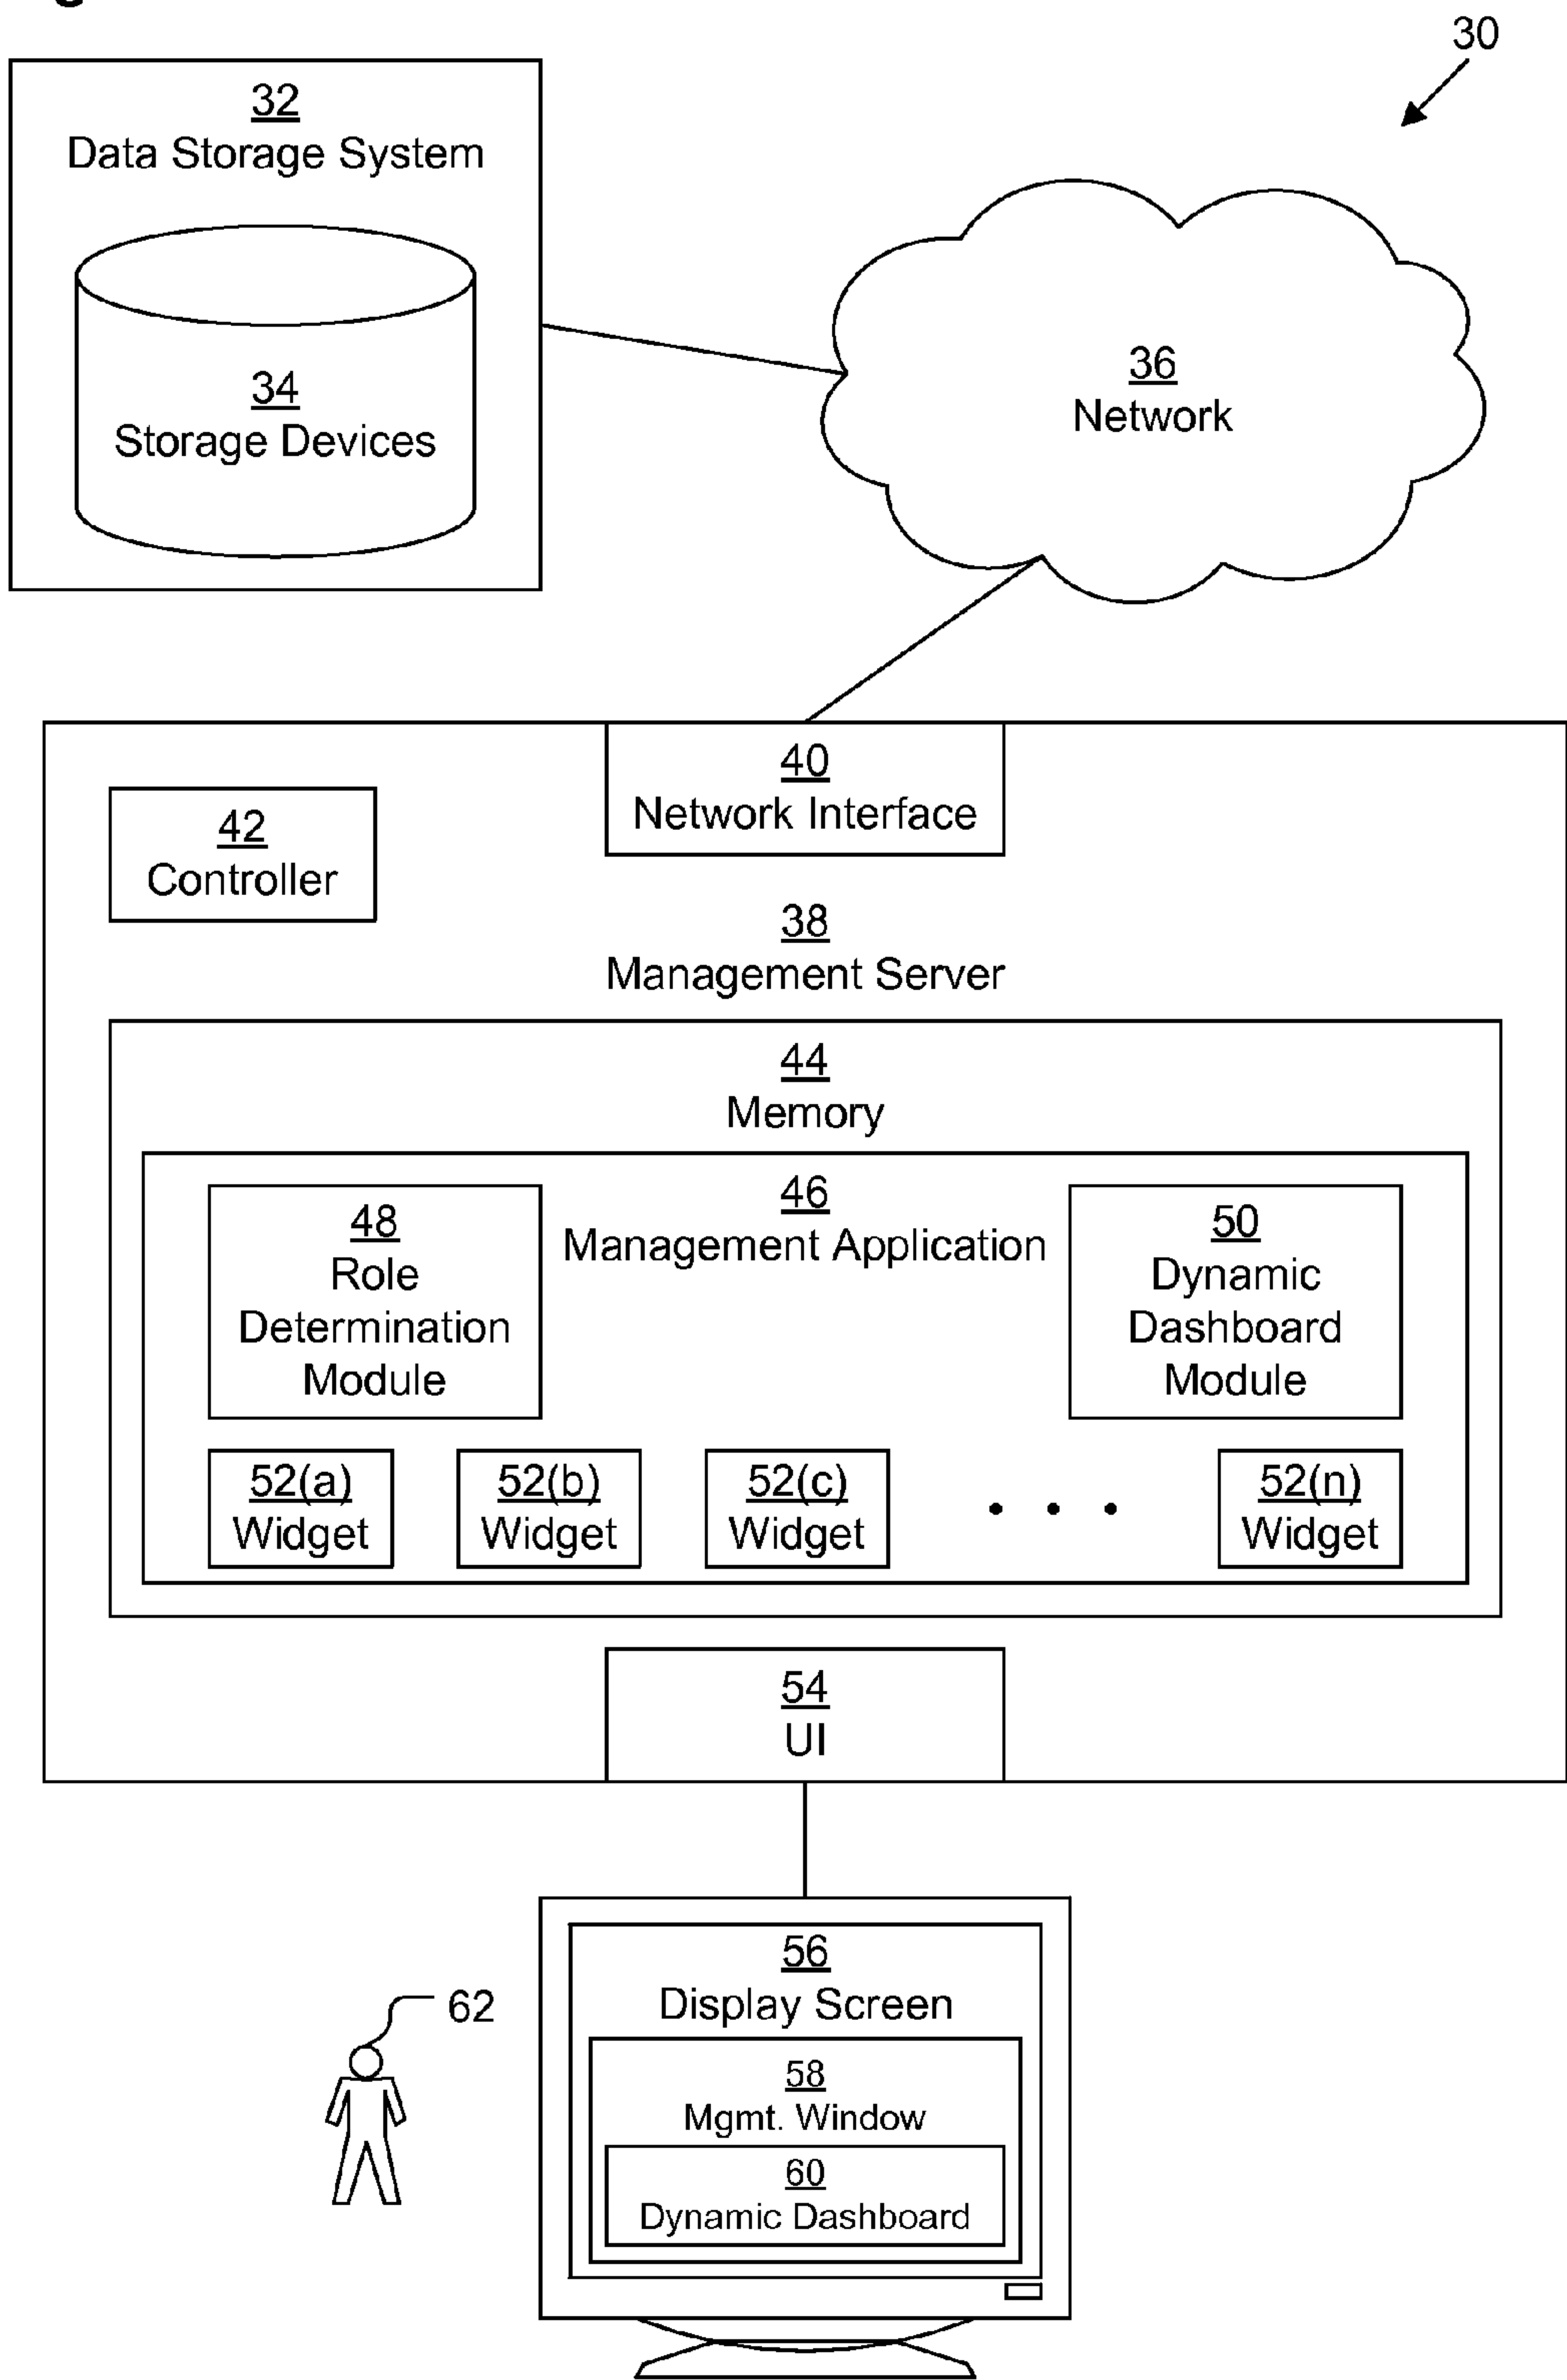 30
32
Data Storage System
34
Storage Devices
36
Network
40
Network Interface
42
Controller
38
Management Server
44
Memory
46
Management Application
48
Role
Determination
Module
50
Dynamic
Dashboard
Module
52(a)
Widget
52(b)
Widget
52(c)
Widget
52(n)
Widget
54
UI
56
Display Screen
58
Mgmt. Window
60
Dynamic Dashboard
62